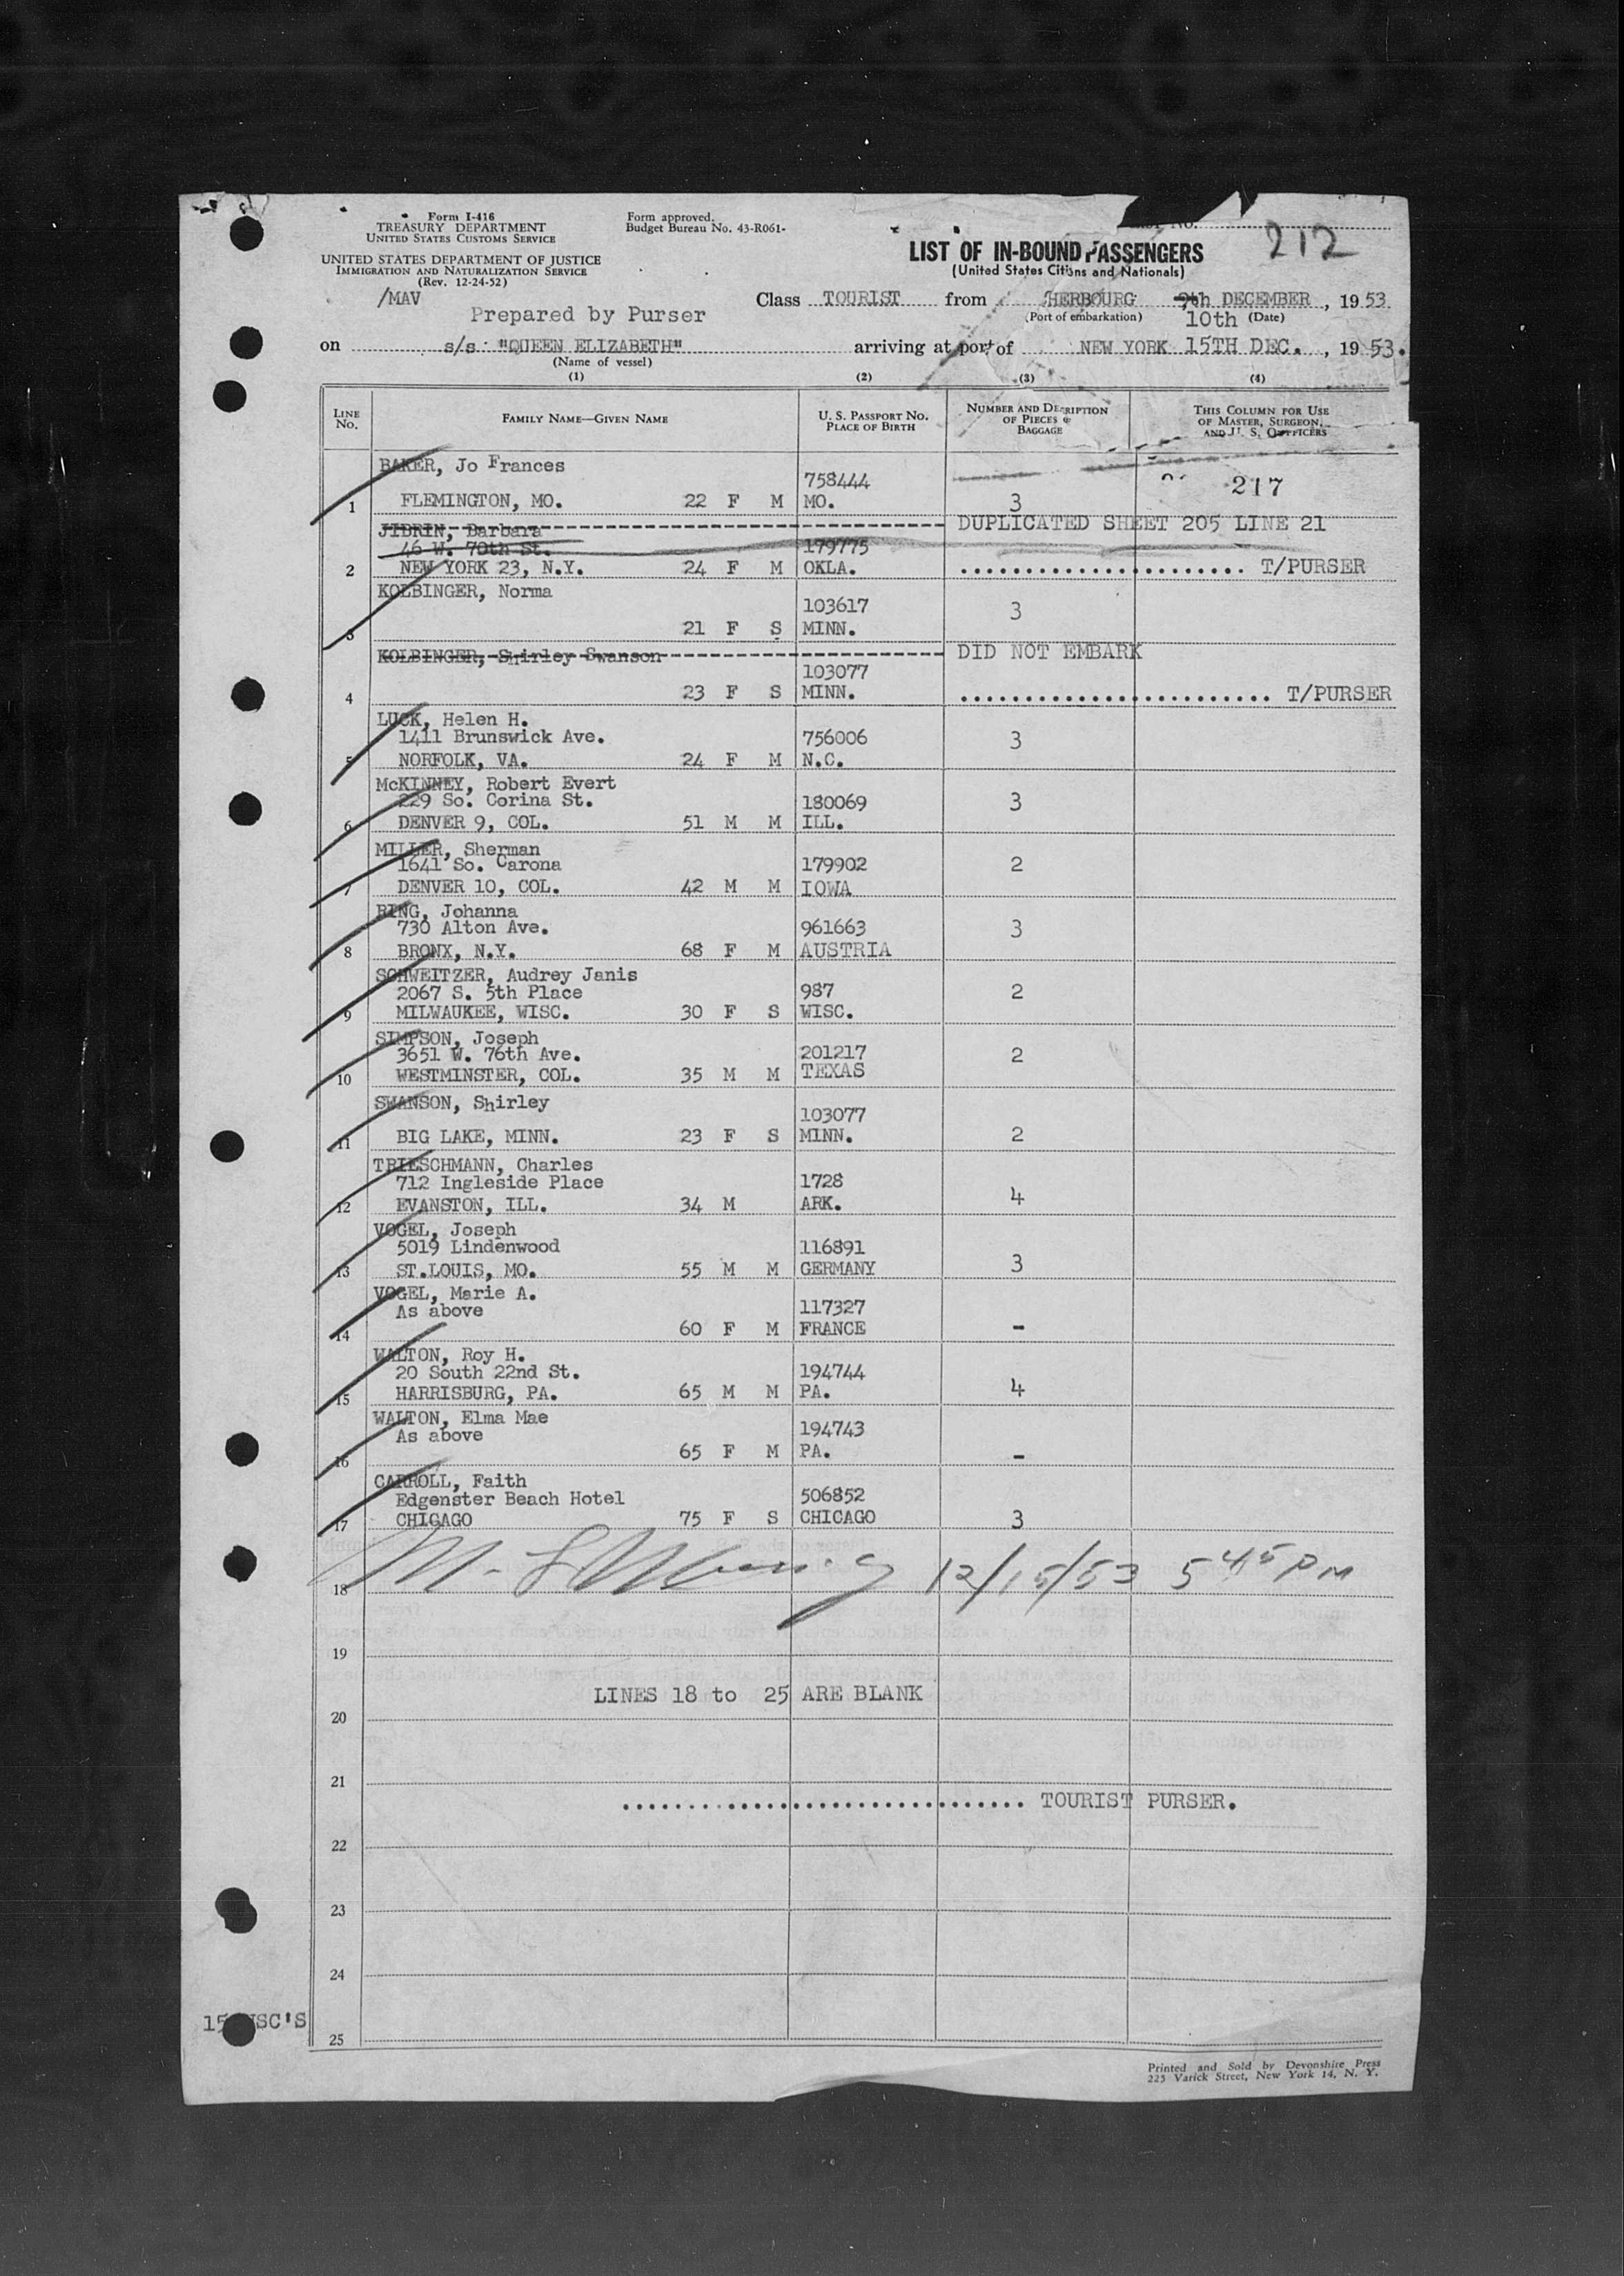 Form I-416
TREASURY DEPARTMENT
UNITED STATES CUSTOMS SERVICE
UNITED STATES DEPARTMENT OF JUSTICE
IMMIGRATION AND NATURALIZATION SERVICE
(Rev. 12-24-52)
/MAV
Form approved.
Budget Bureau No. 43-R061-
No.
212
LIST OF IN-BOUND PASSENGERS
(United States Citizens and Nationals)
Class TOURIST from CHERBOURG 9th DECEMBER, 1953
(Port of embarkation) 10th (Date)
Prepared by Purser
on s/s "QUEEN ELIZABETH" arriving at port of NEW YORK 15TH DEC., 1953.
(Name of vessel)
(1) (2) (3) (4)
LINE No. FAMILY NAME—GIVEN NAME U. S. PASSPORT NO. PLACE OF BIRTH NUMBER AND DESCRIPTION OF PIECES OF BAGGAGE THIS COLUMN FOR USE OF MASTER, SURGEON, AND U. S. OFFICERS
BAKER, Jo Frances
758444 217
1 FLEMINGTON, MO. 22 F M MO. 3
JIBRIN, Barbara DUPLICATED SHEET 205 LINE 21
46 W. 70th St. 179775
2 NEW YORK 23, N.Y. 24 F M OKLA. T/PURSER
KOLBINGER, Norma
103617 3
3 21 F S MINN.
KOLBINGER, Shirley Swanson DID NOT EMBARK
103077
4 23 F S MINN. T/PURSER
LUCK, Helen H.
1411 Brunswick Ave. 756006 3
5 NORFOLK, VA. 24 F M N.C.
McKINNEY, Robert Evert
229 So. Corina St. 180069 3
6 DENVER 9, COL. 51 M M ILL.
MILLER, Sherman
1641 So. Carona 179902 2
7 DENVER 10, COL. 42 M M IOWA
RING, Johanna
730 Alton Ave. 961663 3
8 BRONX, N.Y. 68 F M AUSTRIA
SCHWEITZER, Audrey Janis
2067 S. 5th Place 987 2
9 MILWAUKEE, WISC. 30 F S WISC.
SIMPSON, Joseph
3651 W. 76th Ave. 201217 2
10 WESTMINSTER, COL. 35 M M TEXAS
SWANSON, Shirley
103077
11 BIG LAKE, MINN. 23 F S MINN. 2
TRIESCHMANN, Charles
712 Ingleside Place 1728
12 EVANSTON, ILL. 34 M ARK. 4
VOGEL, Joseph
5019 Lindenwood 116891
13 ST.LOUIS, MO. 55 M M GERMANY 3
VOGEL, Marie A.
As above 117327
14 60 F M FRANCE -
WALTON, Roy H.
20 South 22nd St. 194744
15 HARRISBURG, PA. 65 M M PA. 4
WALTON, Elma Mae
As above 194743
16 65 F M PA. -
CARROLL, Faith
Edgenster Beach Hotel 506852
17 CHIGAGO 75 F S CHICAGO 3
18 12/15/53 5 45 PM
19
LINES 18 to 25 ARE BLANK
20
21
TOURIST PURSER.
22
23
24
15 USC'S
25
Printed and Sold by Devonshire Press
225 Varick Street, New York 14, N. Y.